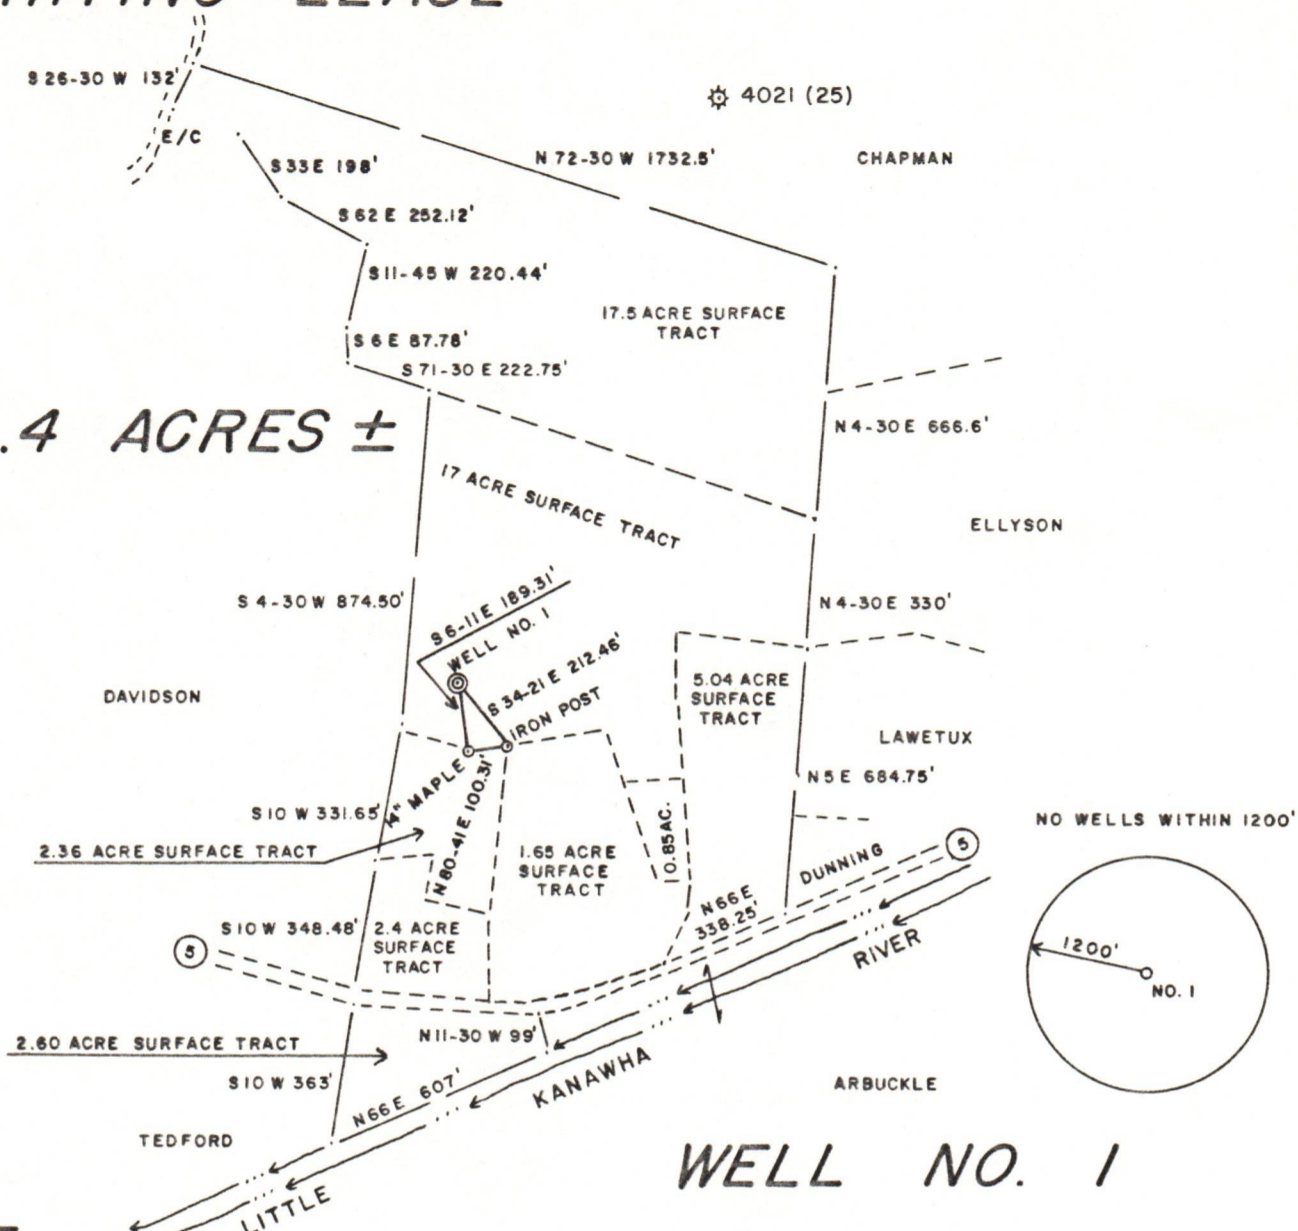 LEASE
S 26-30 W 132'
4021 (25)
E/C
S33E 198'
N 72-30 W 1732.5'
CHAPMAN
S 62 E 252.12'
S11-45 W 220.44'
17.5 ACRE SURFACE
TRACT
S 6 E 87.78'
S 71-30 E 222.75'
.4 ACRES ±
N 4-30 E 666.6'
17 ACRE SURFACE TRACT
ELLYSON
S 4-30 W 874.50'
S 6-11 E 189.31'
WELL NO. 1
N 4-30 E 330'
S 34-21 E 212.46'
IRON POST
DAVIDSON
5.04 ACRE
SURFACE
TRACT
LAWETUX
N 5 E 684.75'
4" MAPLE
N 80-41 E 100.31'
S 10 W 331.65'
0.85 AC.
NO WELLS WITHIN 1200'
2.36 ACRE SURFACE TRACT
1.65 ACRE
SURFACE
TRACT
DUNNING
5
N 66 E
338.25'
S 10 W 348.48'
2.4 ACRE
SURFACE
TRACT
5
RIVER
1200'
NO. 1
N 11-30 W 99'
2.60 ACRE SURFACE TRACT
S 10 W 363'
N 66 E 607'
KANAWHA
ARBUCKLE
TEDFORD
WELL NO. 1
LITTLE